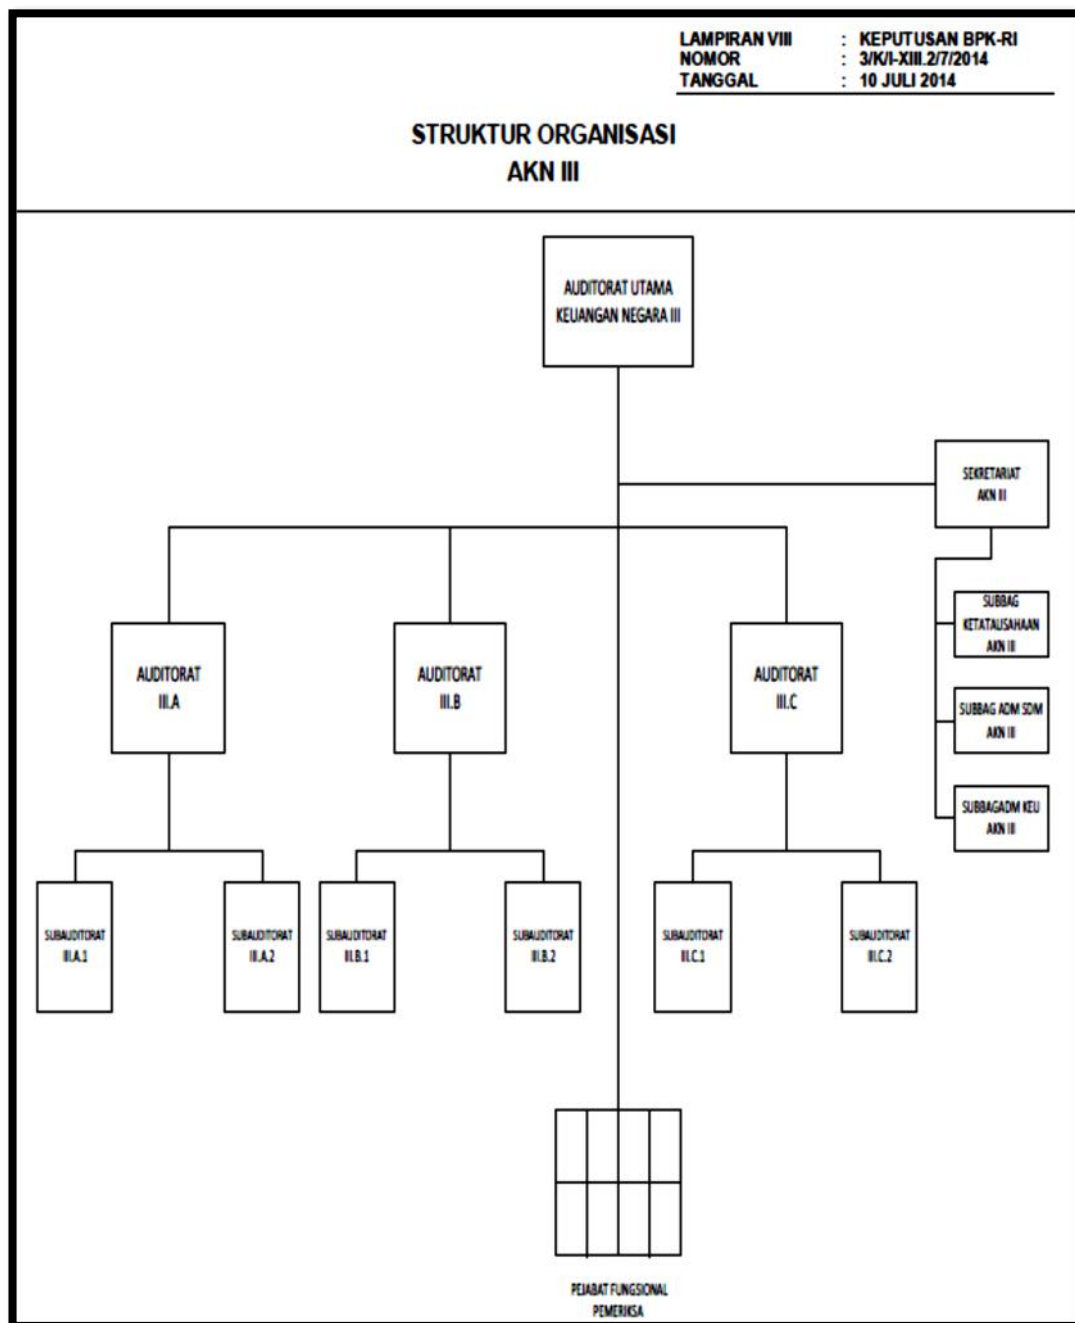 LAMPIRAN VIII : KEPUTUSAN BPK-RI
NOMOR : 3/K/I-XIII.2/7/2014
TANGGAL : 10 JULI 2014
STRUKTUR ORGANISASI
AKN III
AUDITORAT UTAMA
KEUANGAN NEGARA III
SEKRETARIAT
AKN III
SUBBAG
KETATAUSAHAAN
AKN III
AUDITORAT
III.A
AUDITORAT
III.B
AUDITORAT
III.C
SUBBAG ADM SDM
AKN III
SUBBAGADM KEU
AKN III
SUBAUDITORAT
III.A.1
SUBAUDITORAT
III.A.2
SUBAUDITORAT
III.B.1
SUBAUDITORAT
III.B.2
SUBAUDITORAT
III.C.1
SUBAUDITORAT
III.C.2
PEJABAT FUNGSIONAL
PEMERIKSA